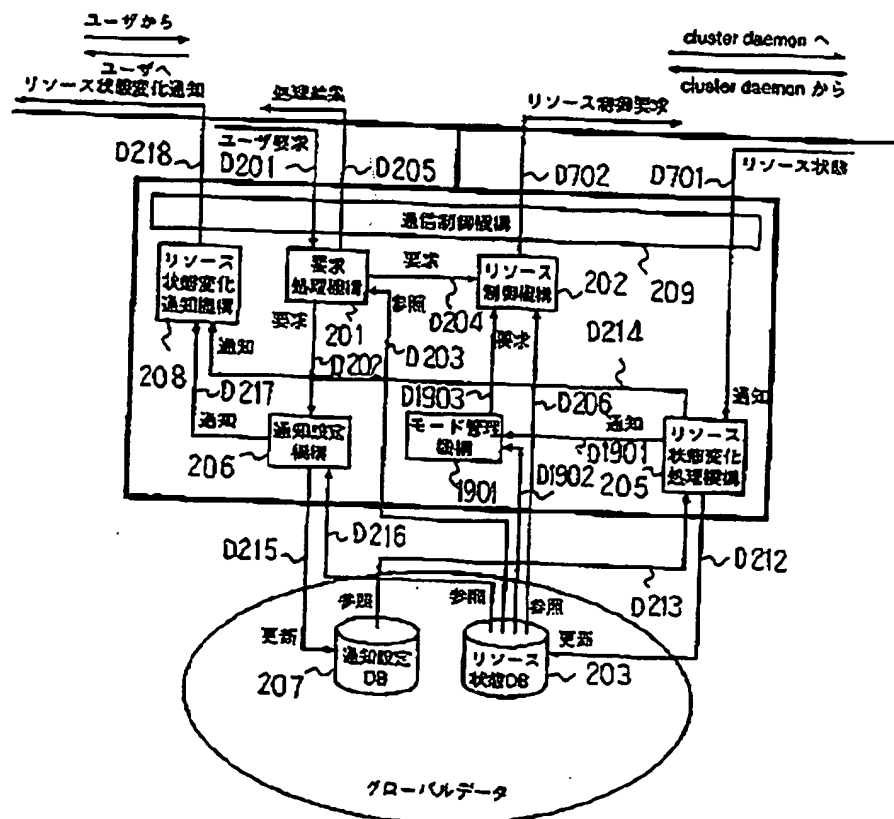 ユーザから
ユーザへ
cluster daemon へ
cluster daemon から
リソース状態変化通知
処理結果
リソース制御要求
ユーザ要求
リソース状態
D218
D201
D205
D702
D701
通信制御機構
リソース
状態変化
通知機構
要求
処理機構
要求
リソース
制御機構
202
209
208
201
参照
D204
D214
要求
D202
D203
要求
通知
D217
通知
D1903
D206
通知
通知
206
通知設定
機構
モード管理
機構
1901
D1901
D1902
205
リソース
状態変化
処理機構
D215
D216
D212
D213
参照
参照
参照
更新
更新
207
通知設定
DB
リソース
状態DB
203
グローバルデータ